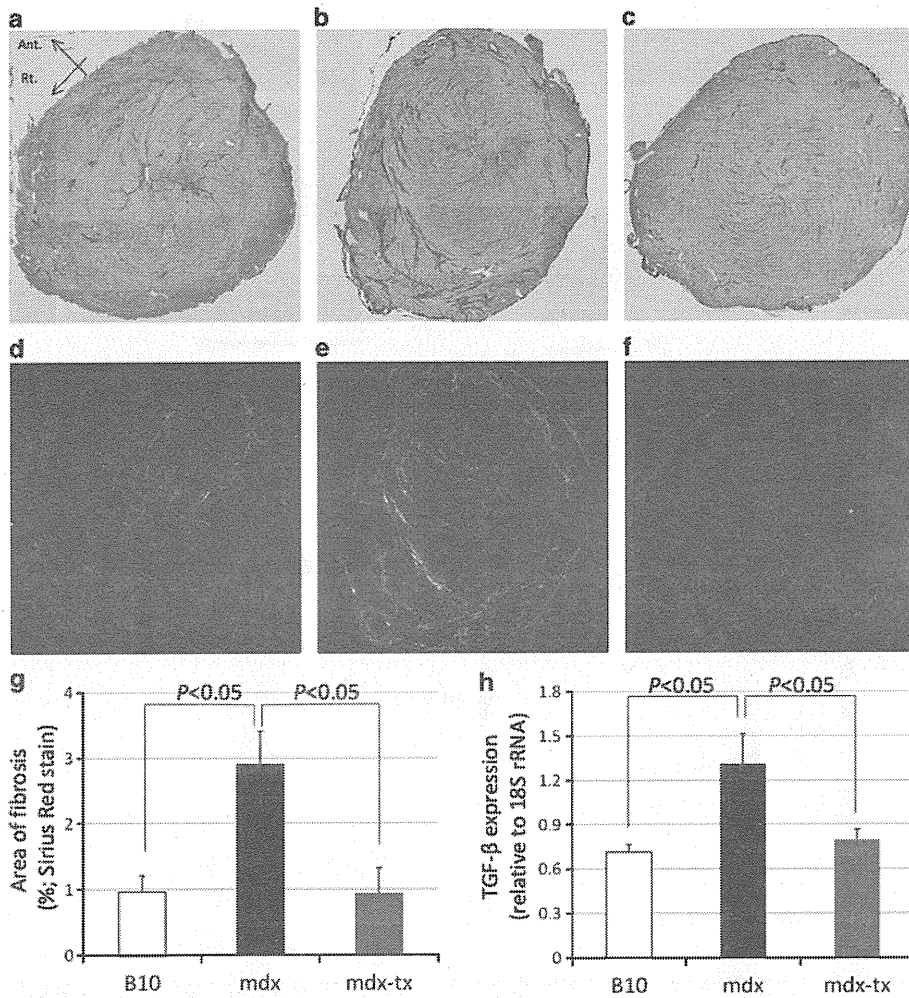 a
b
c
Ant.
Rt.
d
e
f
g
Area of fibrosis
(%; Sirius Red stain)
4
3
2
1
0
P<0.05
P<0.05
B10
mdx
mdx-tx
h
TGF-β expression
(relative to 18S rRNA)
1.8
1.5
1.2
0.9
0.6
0.3
0
P<0.05
P<0.05
B10
mdx
mdx-tx